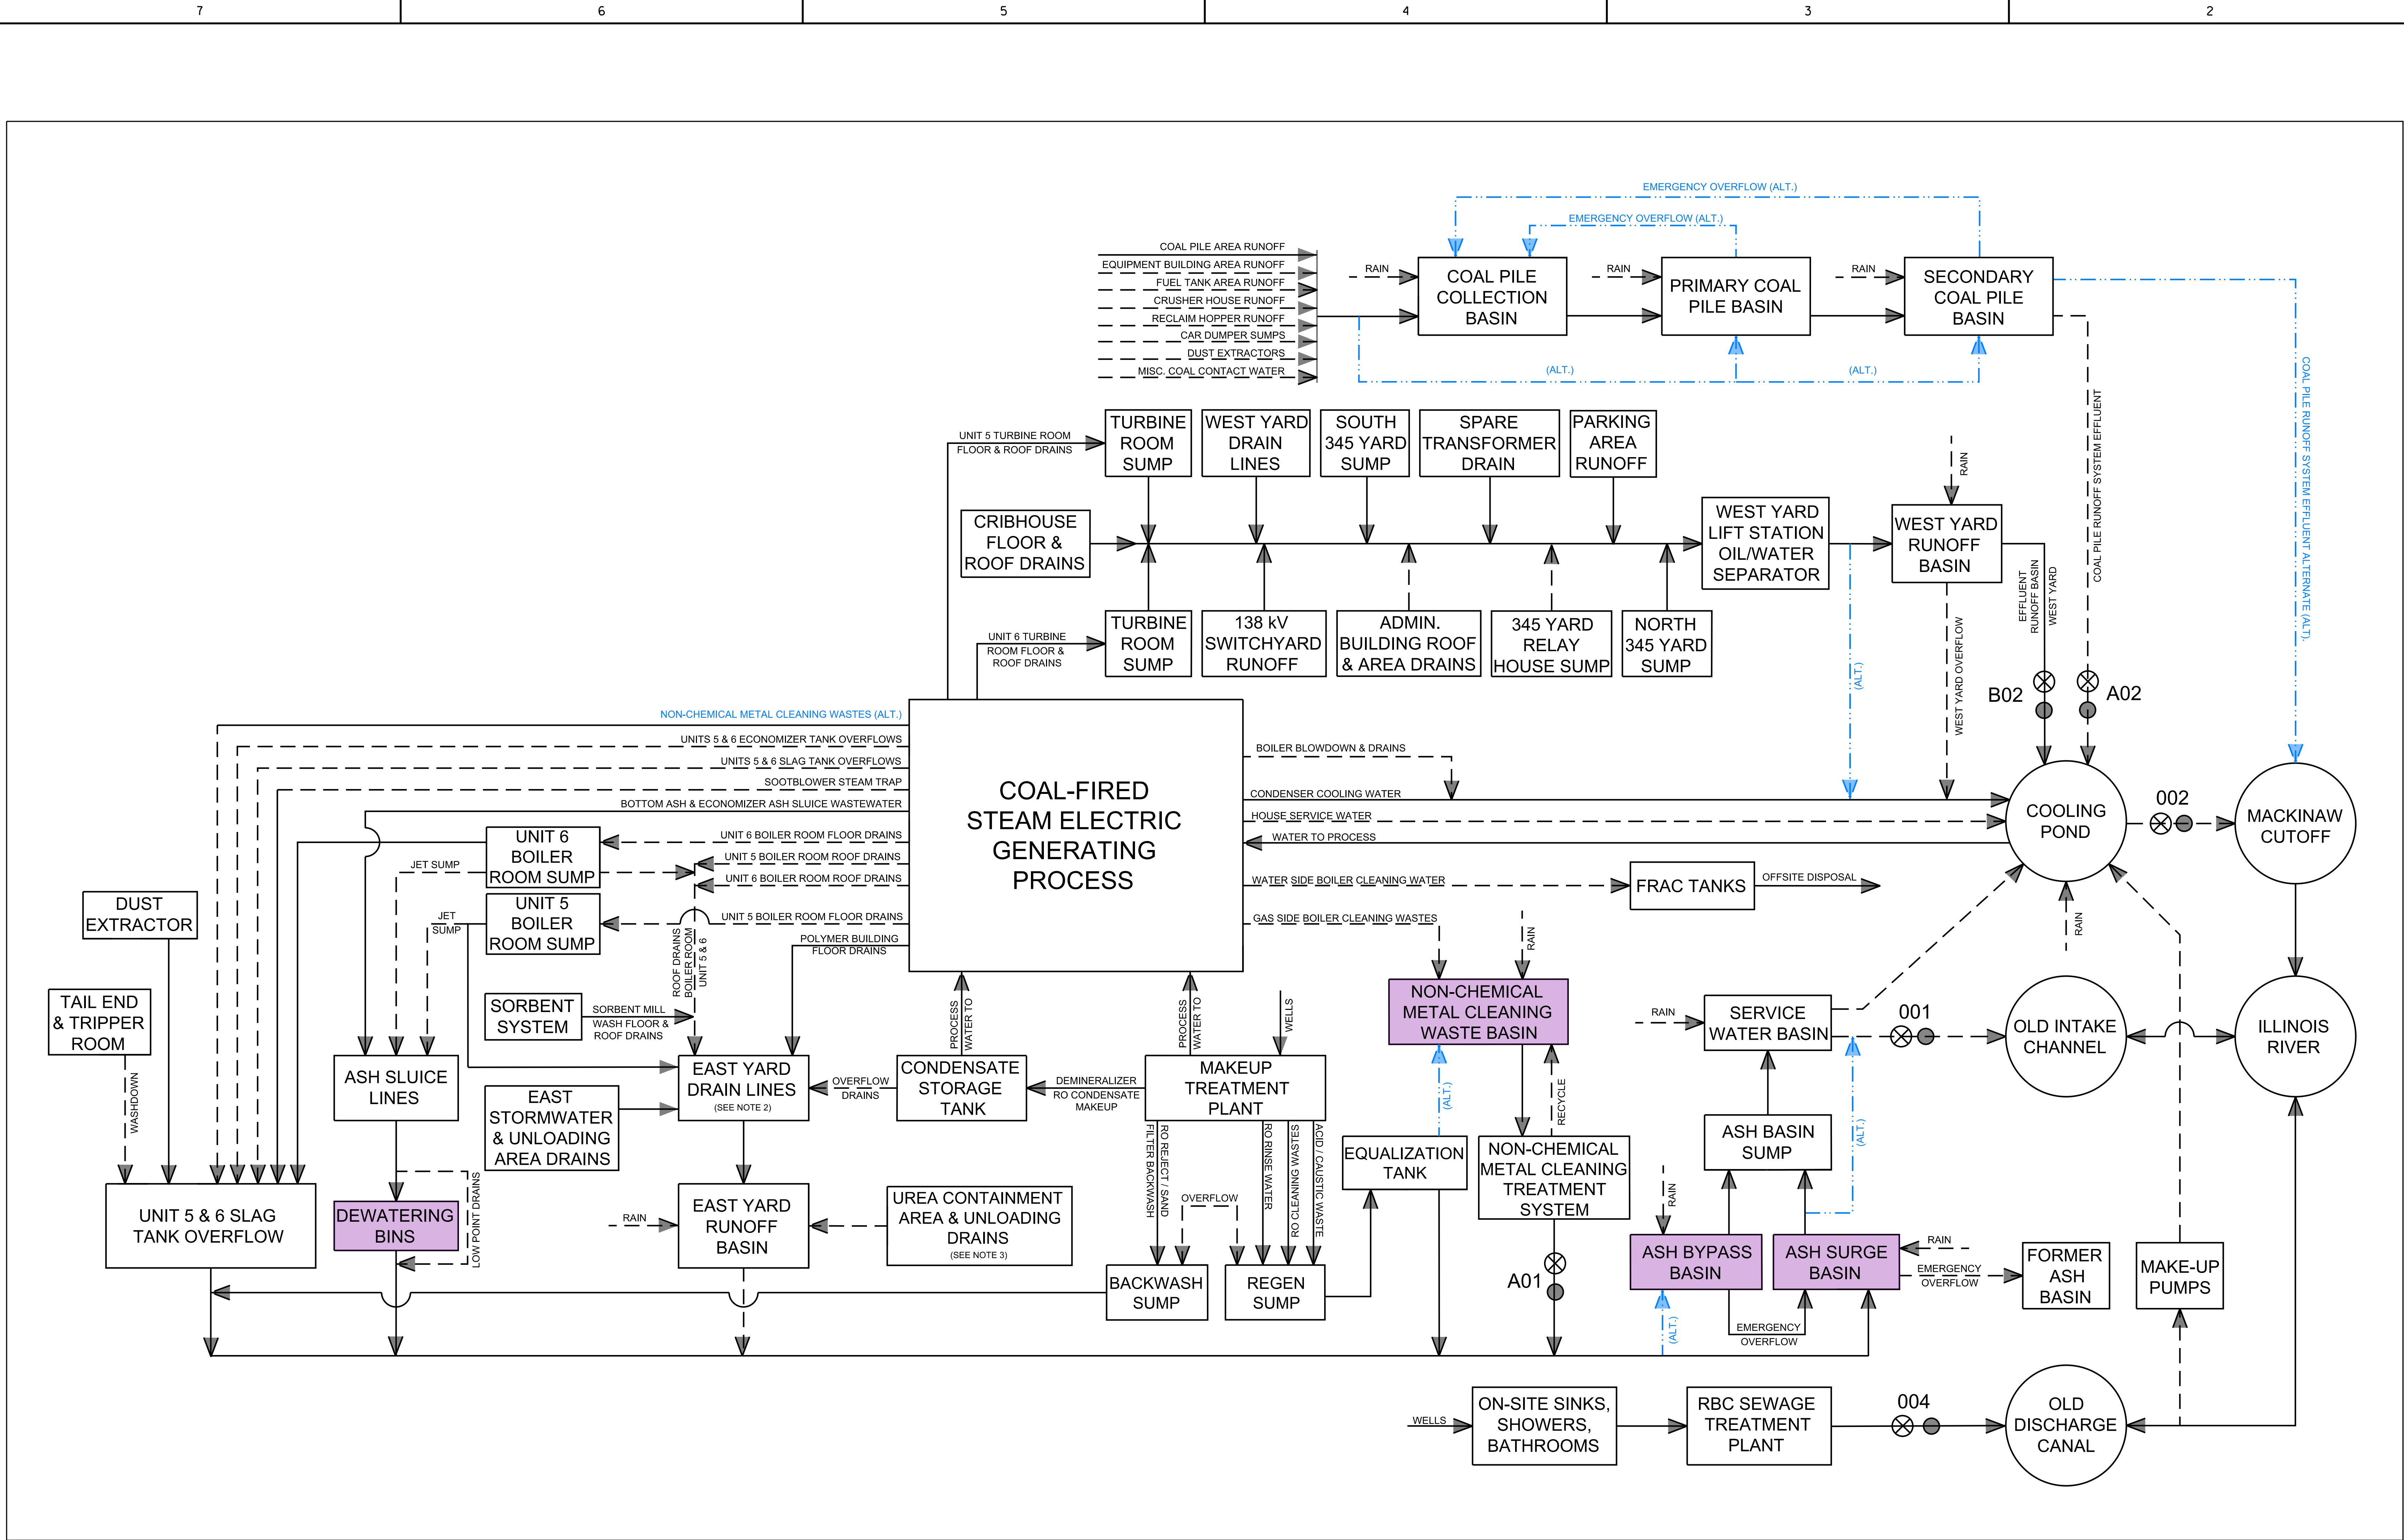 7
6
5
4
3
2
EMERGENCY OVERFLOW (ALT.)
EMERGENCY OVERFLOW (ALT.)
COAL PILE AREA RUNOFF
EQUIPMENT BUILDING AREA RUNOFF
FUEL TANK AREA RUNOFF
CRUSHER HOUSE RUNOFF
RECLAIM HOPPER RUNOFF
CAR DUMPER SUMPS
DUST EXTRACTORS
MISC. COAL CONTACT WATER
RAIN
COAL PILE
COLLECTION
BASIN
RAIN
PRIMARY COAL
PILE BASIN
RAIN
SECONDARY
COAL PILE
BASIN
(ALT.)
(ALT.)
COAL PILE RUNOFF SYSTEM EFFLUENT
COAL PILE RUNOFF SYSTEM EFFLUENT ALTERNATE (ALT).
UNIT 5 TURBINE ROOM
FLOOR & ROOF DRAINS
TURBINE
ROOM
SUMP
WEST YARD
DRAIN
LINES
SOUTH
345 YARD
SUMP
SPARE
TRANSFORMER
DRAIN
PARKING
AREA
RUNOFF
RAIN
CRIBHOUSE
FLOOR &
ROOF DRAINS
WEST YARD
LIFT STATION
OIL/WATER
SEPARATOR
WEST YARD
RUNOFF
BASIN
EFFLUENT
RUNOFF BASIN
WEST YARD
UNIT 6 TURBINE
ROOM FLOOR &
ROOF DRAINS
TURBINE
ROOM
SUMP
138 kV
SWITCHYARD
RUNOFF
ADMIN.
BUILDING ROOF
& AREA DRAINS
345 YARD
RELAY
HOUSE SUMP
NORTH
345 YARD
SUMP
(ALT.)
WEST YARD OVERFLOW
B02
A02
NON-CHEMICAL METAL CLEANING WASTES (ALT.)
UNITS 5 & 6 ECONOMIZER TANK OVERFLOWS
UNITS 5 & 6 SLAG TANK OVERFLOWS
SOOTBLOWER STEAM TRAP
BOTTOM ASH & ECONOMIZER ASH SLUICE WASTEWATER
UNIT 6 BOILER ROOM FLOOR DRAINS
UNIT 5 BOILER ROOM ROOF DRAINS
UNIT 6 BOILER ROOM ROOF DRAINS
UNIT 5 BOILER ROOM FLOOR DRAINS
POLYMER BUILDING
FLOOR DRAINS
COAL-FIRED
STEAM ELECTRIC
GENERATING
PROCESS
BOILER BLOWDOWN & DRAINS
CONDENSER COOLING WATER
HOUSE SERVICE WATER
WATER TO PROCESS
WATER SIDE BOILER CLEANING WATER
GAS SIDE BOILER CLEANING WASTES
FRAC TANKS
OFFSITE DISPOSAL
COOLING
POND
002
MACKINAW
CUTOFF
UNIT 6
BOILER
ROOM SUMP
JET SUMP
UNIT 5
BOILER
ROOM SUMP
JET
SUMP
ROOF DRAINS
BOILER ROOM
UNIT 5 & 6
DUST
EXTRACTOR
TAIL END
& TRIPPER
ROOM
WASHDOWN
SORBENT
SYSTEM
SORBENT MILL
WASH FLOOR &
ROOF DRAINS
PROCESS
WATER TO
PROCESS
WATER TO
WELLS
RAIN
NON-CHEMICAL
METAL CLEANING
WASTE BASIN
RAIN
SERVICE
WATER BASIN
001
RAIN
OLD INTAKE
CHANNEL
ILLINOIS
RIVER
ASH SLUICE
LINES
EAST YARD
DRAIN LINES
(SEE NOTE 2)
OVERFLOW
DRAINS
CONDENSATE
STORAGE
TANK
DEMINERALIZER
RO CONDENSATE
MAKEUP
MAKEUP
TREATMENT
PLANT
EAST
STORMWATER
& UNLOADING
AREA DRAINS
FILTER BACKWASH
RO REJECT / SAND
OVERFLOW
RO RINSE WATER
RO CLEANNING WASTES
ACID / CAUSTIC WASTE
(ALT.)
RECYCLE
EQUALIZATION
TANK
NON-CHEMICAL
METAL CLEANING
TREATMENT
SYSTEM
ASH BASIN
SUMP
(ALT.)
UNIT 5 & 6 SLAG
TANK OVERFLOW
DEWATERING
BINS
LOW POINT DRAINS
RAIN
EAST YARD
RUNOFF
BASIN
UREA CONTAINMENT
AREA & UNLOADING
DRAINS
(SEE NOTE 3)
BACKWASH
SUMP
REGEN
SUMP
A01
RAIN
ASH BYPASS
BASIN
ASH SURGE
BASIN
RAIN
EMERGENCY
OVERFLOW
FORMER
ASH
BASIN
MAKE-UP
PUMPS
(ALT.)
EMERGENCY
OVERFLOW
WELLS
ON-SITE SINKS,
SHOWERS,
BATHROOMS
RBC SEWAGE
TREATMENT
PLANT
004
OLD
DISCHARGE
CANAL